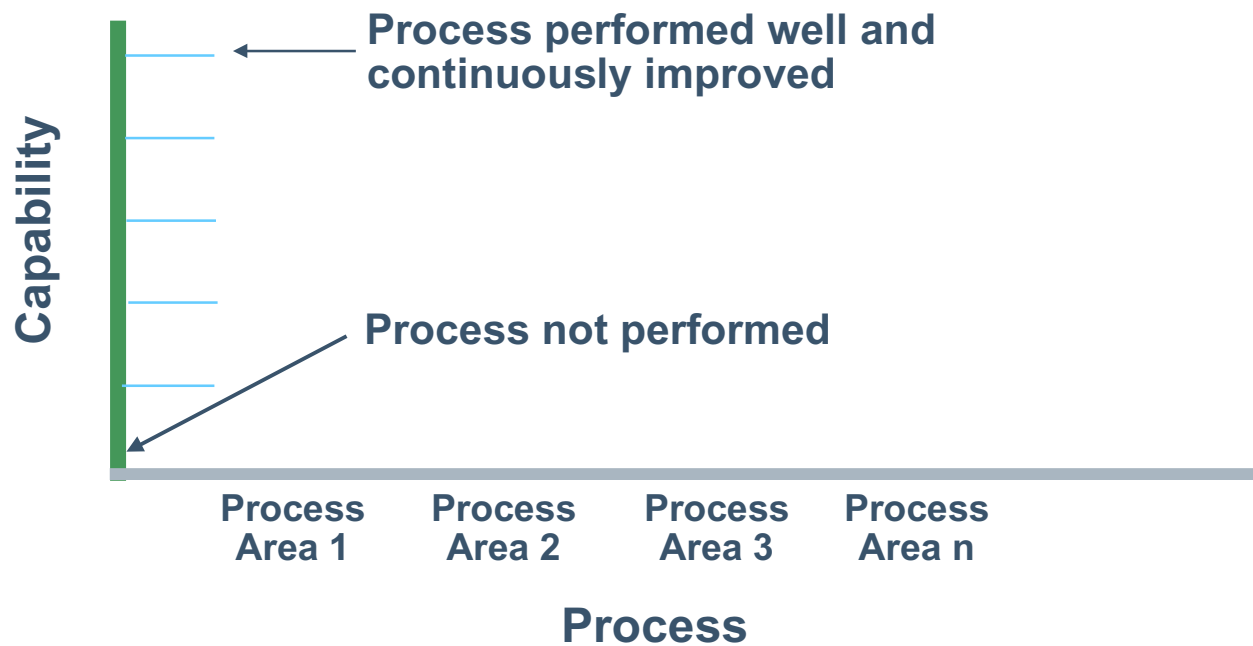 Process performed well and
continuously improved
Capability
Process not performed
Process
Area 1
Process
Area 2
Process
Area 3
Process
Area n
Process